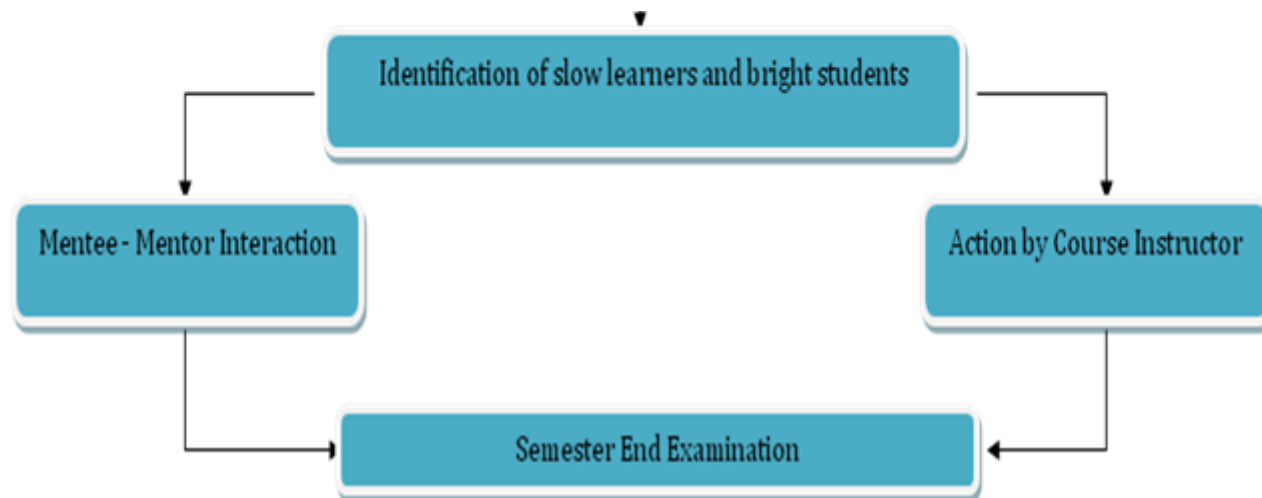 Identification of slow learners and bright students
Mentee - Mentor Interaction
Action by Course Instructor
Semester End Examination